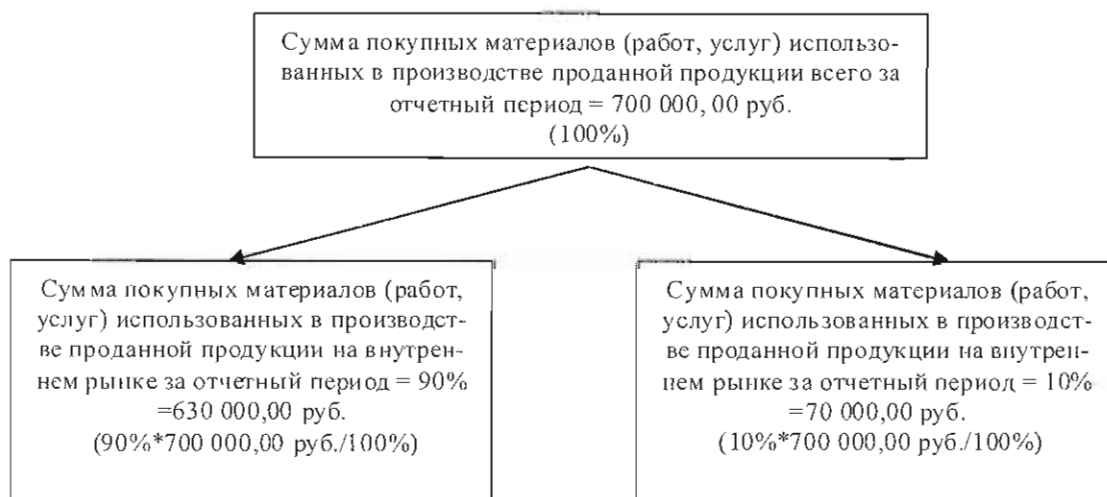 Сумма покупных материалов (работ, услуг) использо-
ванных в производстве проданной продукции всего за
отчетный период = 700 000, 00 руб.
(100%)
Сумма покупных материалов (работ,
услуг) использованных в производст-
ве проданной продукции на внутрен-
нем рынке за отчетный период = 90%
=630 000,00 руб.
(90%*700 000,00 руб./100%)
Сумма покупных материалов (работ,
услуг) использованных в производст-
ве проданной продукции на внутрен-
нем рынке за отчетный период = 10%
=70 000,00 руб.
(10%*700 000,00 руб./100%)